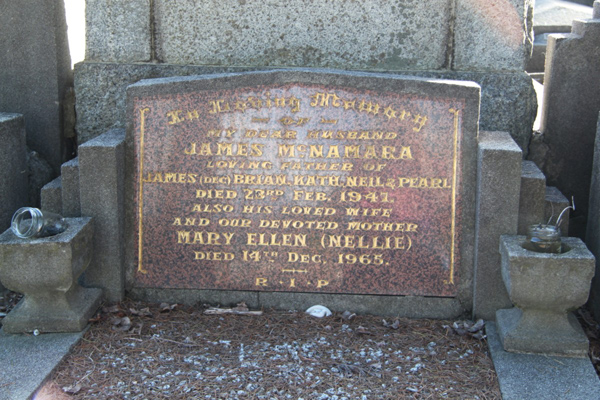 In Loving Memory
— OF —
MY DEAR HUSBAND
JAMES McNAMARA
LOVING FATHER OF
JAMES (DEC) BRIAN, KATH, NEIL & PEARL
DIED 23RD FEB. 1941.
ALSO HIS LOVED WIFE
AND OUR DEVOTED MOTHER
MARY ELLEN (NELLIE)
DIED 14TH DEC. 1965.
R · I · P